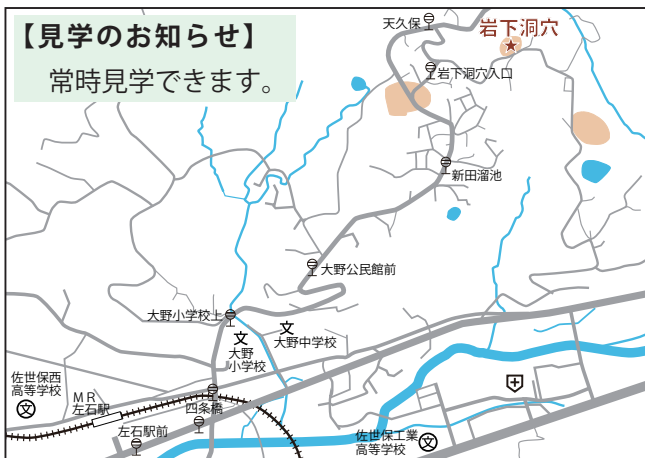 【見学のお知らせ】
常時見学できます。
天久保
岩下洞穴
岩下洞穴入口
新田溜池
大野公民館前
大野小学校上
文
大野中学校
文
大野
小学校
佐世保西
高等学校
文
ＭＲ
左石駅
四条橋
左石駅前
佐世保工業
高等学校
文